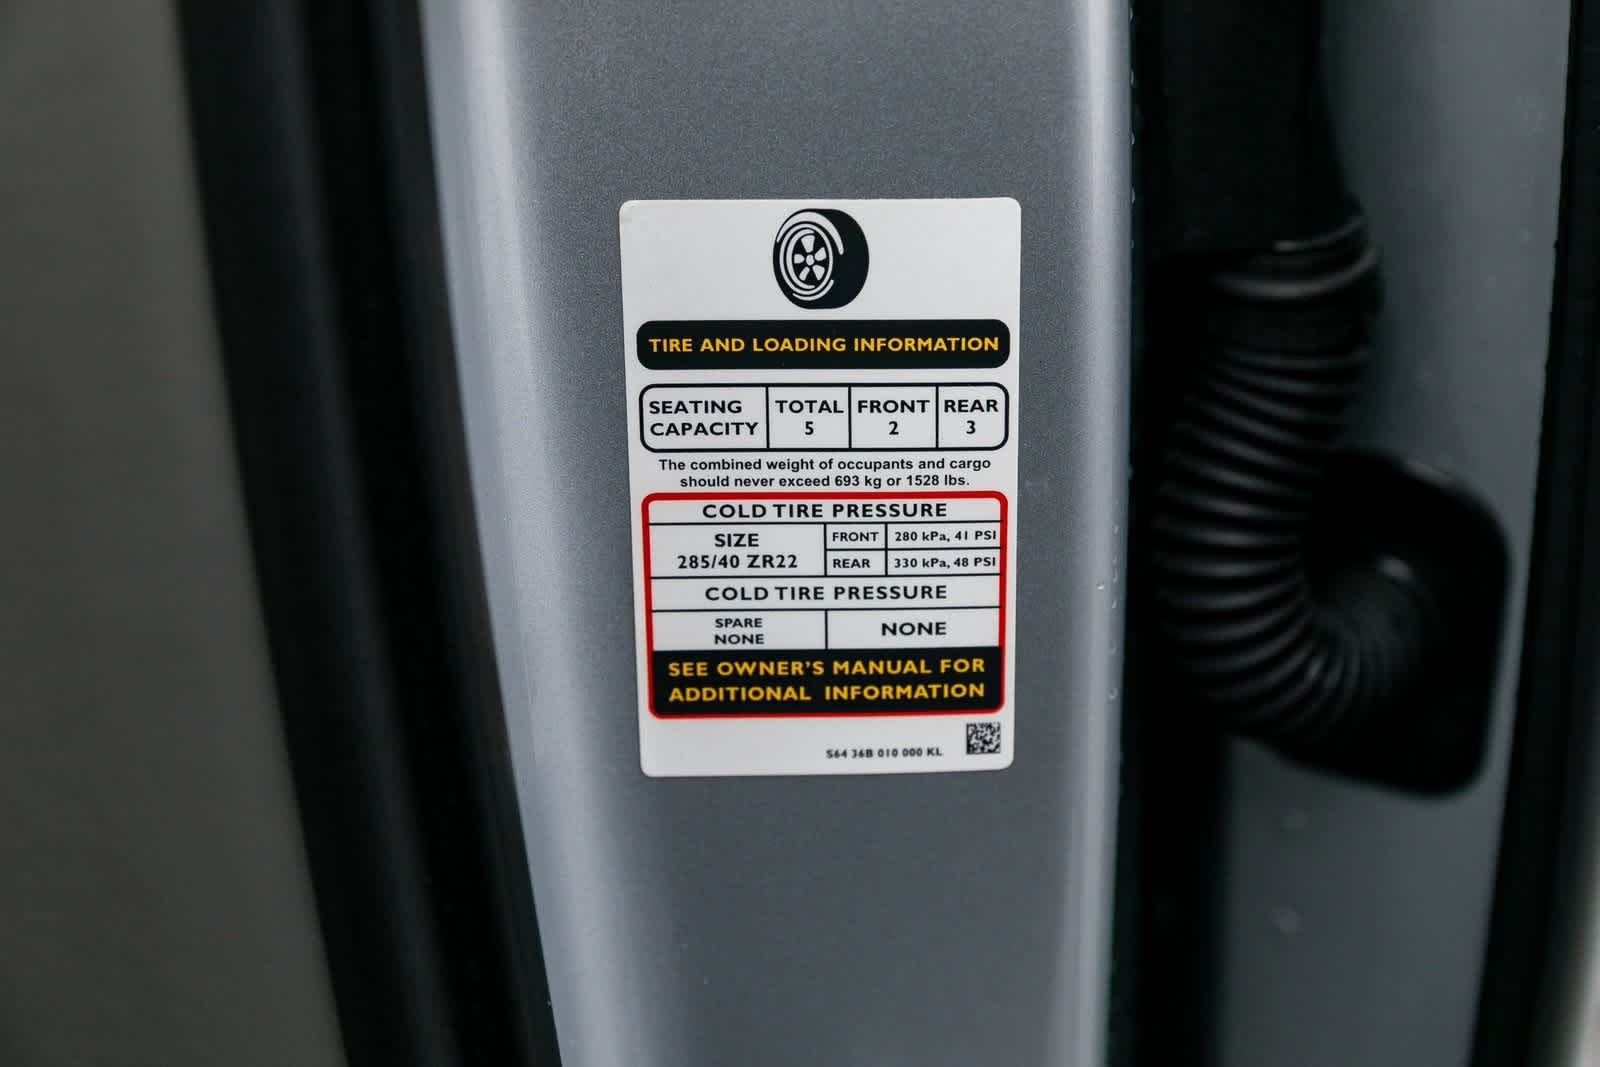 TIRE AND LOADING INFORMATION
SEATING CAPACITY
TOTAL 5
FRONT 2
REAR 3
The combined weight of occupants and cargo
should never exceed 693 kg or 1528 lbs.
COLD TIRE PRESSURE
SIZE
285/40 ZR22
FRONT 280 kPa, 41 PSI
REAR 330 kPa, 48 PSI
COLD TIRE PRESSURE
SPARE
NONE
NONE
SEE OWNER'S MANUAL FOR
ADDITIONAL INFORMATION
S64 36B 010 000 KL